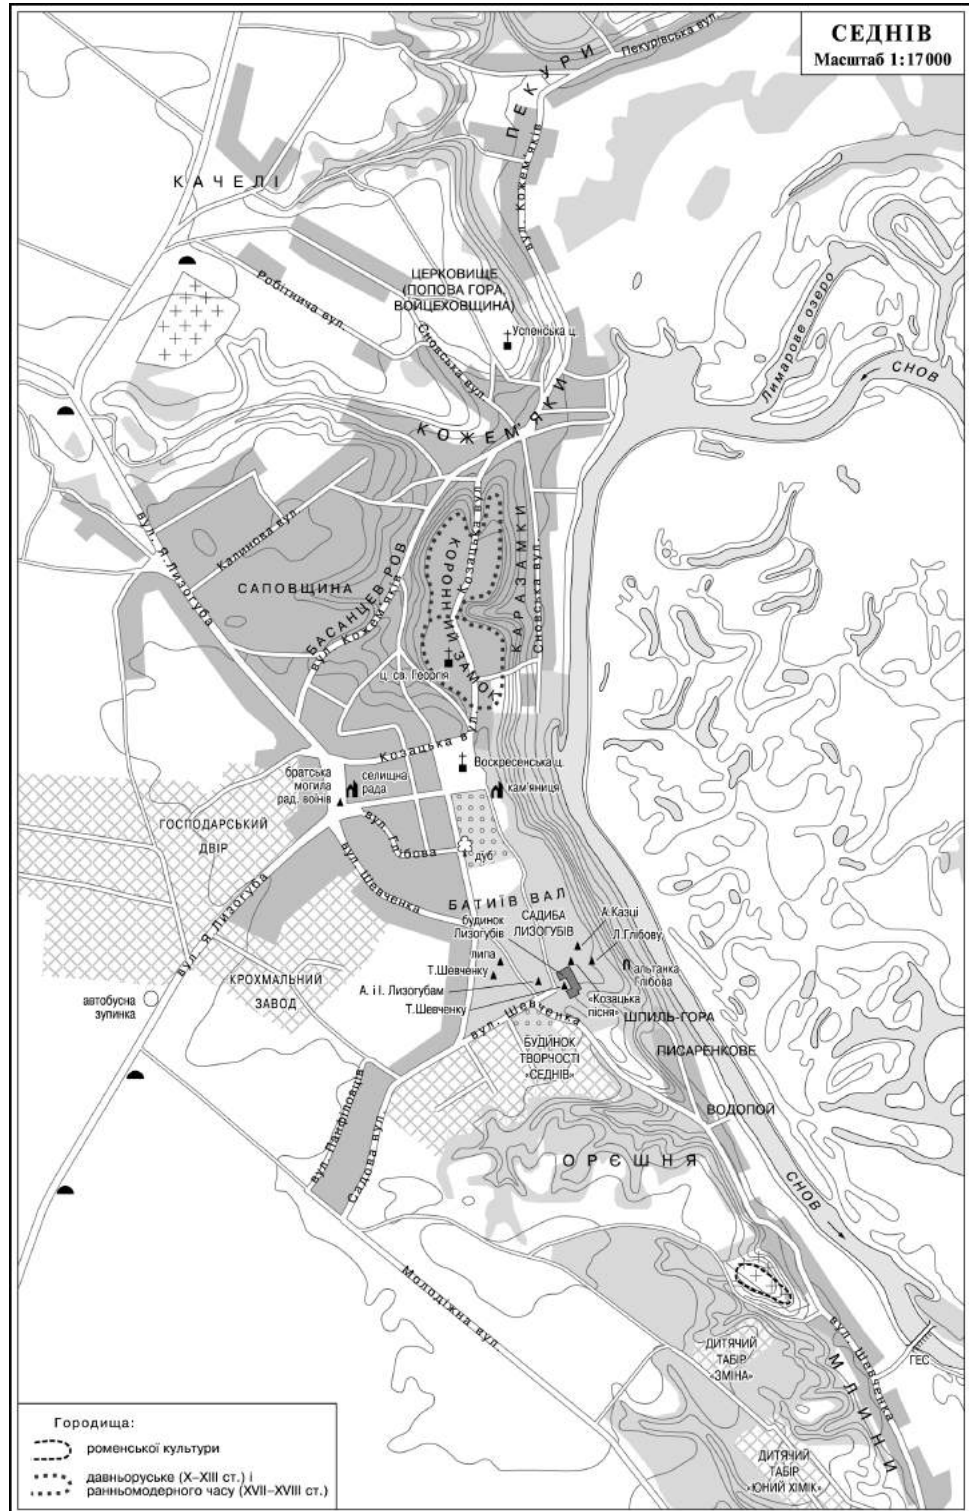 СЕДНІВ
Масштаб 1:17000
Пекурівська вул.
ПЕКУРИ
КАЧЕЛІ
вул. Кожем'яків
ЦЕРКОВИЩЕ
(ПОПОВА ГОРА,
ВОЙЦЕХОВЩИНА)
Робітнича вул.
Успенська ц.
Сновська вул.
Лимарове озеро
СНОВ
КОЖЕМ'ЯКИ
вул. Я.Лизогуба
Калинова вул.
САПОВЩИНА
БАСАНЦЕВ РОВ
вул. Кожем'яків
КОРОННИЙ ЗАМОК
Козацька вул.
КАРАЗАМКИ
Сновська вул.
ц. св. Георгія
Козацька вул.
Воскресенська ц.
братська
могила
рад. воїнів
селищна
рада
кам'яниця
ГОСПОДАРСЬКИЙ
ДВІР
вул. Глібова
дуб
вул. Шевченка
вул. Я Лизогуба
БАТИЇВ ВАЛ
будинок
Лизогубів
САДИБА
ЛИЗОГУБІВ
А.Казці
Л.Глібову
липа
Т.Шевченку
А. і І. Лизогубам
Т.Шевченку
альтанка
Глібова
«Козацька
пісня»
КРОХМАЛЬНИЙ
ЗАВОД
автобусна
зупинка
вул. Шевченка
ШПИЛЬ-ГОРА
БУДИНОК
ТВОРЧОСТІ
«СЕДНІВ»
ПИСАРЕНКОВЕ
ВОДОПОЙ
вул. Панфіловців
Садова вул.
ОРЄШНЯ
СНОВ
Молодіжна вул.
вул. Шевченка
ГЕС
ДИТЯЧИЙ
ТАБІР
«ЗМІНА»
МЛИНИ
ДИТЯЧИЙ
ТАБІР
«ЮНИЙ ХІМІК»
Городища:
роменської культури
давньоруське (X–XIII ст.) і
ранньомодерного часу (XVII–XVIII ст.)